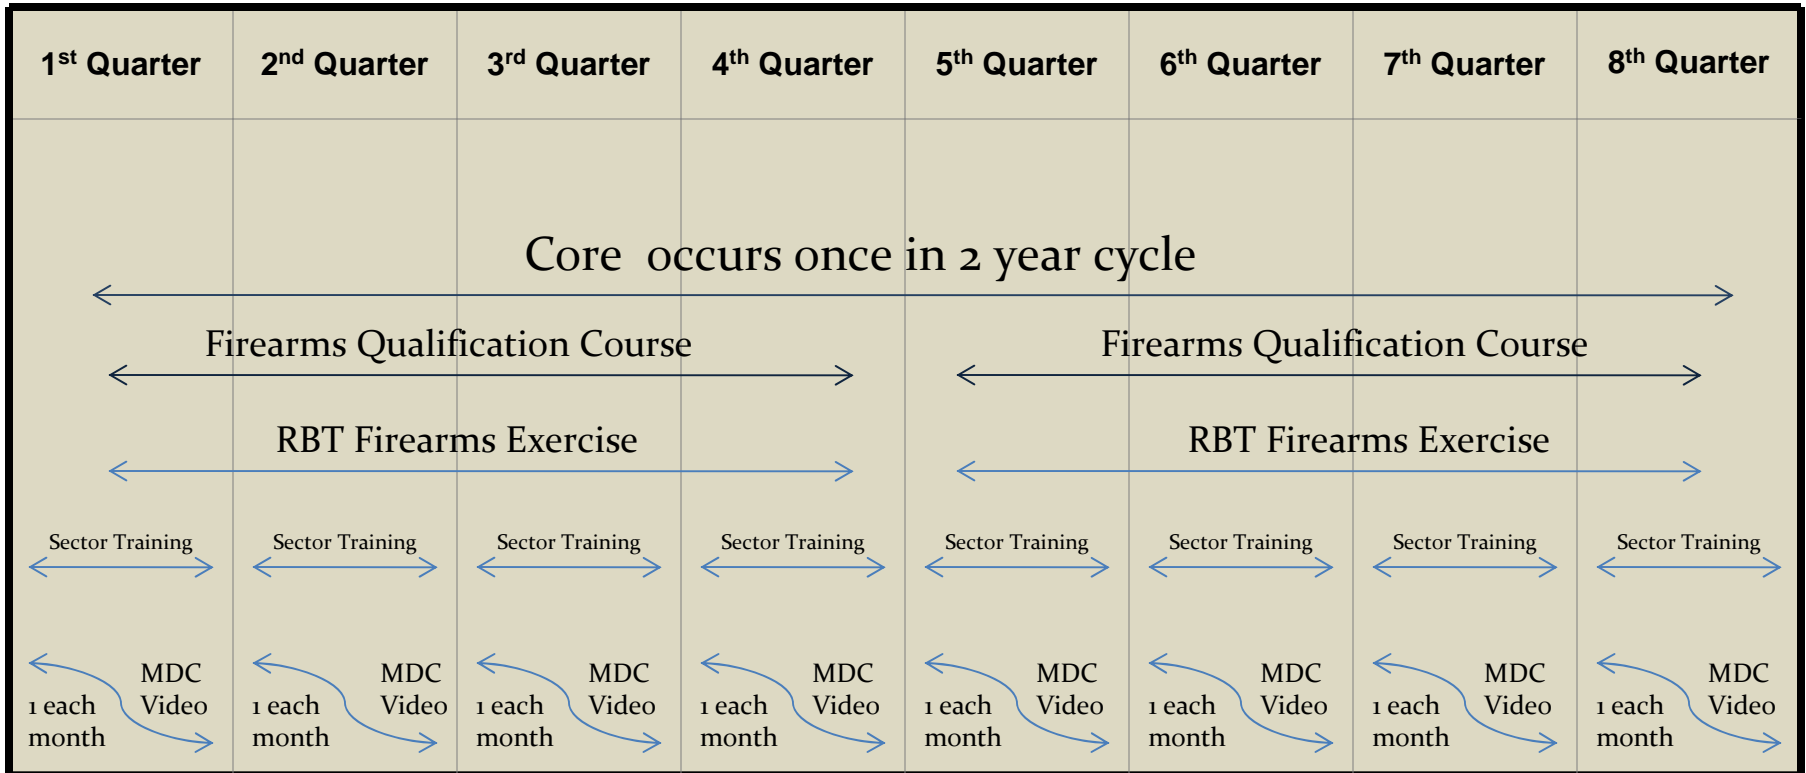 1st Quarter 2nd Quarter 3rd Quarter 4th Quarter 5th Quarter 6th Quarter 7th Quarter 8th Quarter
Core occurs once in 2 year cycle
Firearms Qualification Course Firearms Qualification Course
RBT Firearms Exercise RBT Firearms Exercise
Sector Training Sector Training Sector Training Sector Training Sector Training Sector Training Sector Training Sector Training
MDC MDC MDC MDC MDC MDC MDC MDC
1 each Video 1 each Video 1 each Video 1 each Video 1 each Video 1 each Video 1 each Video 1 each Video
month month month month month month month month